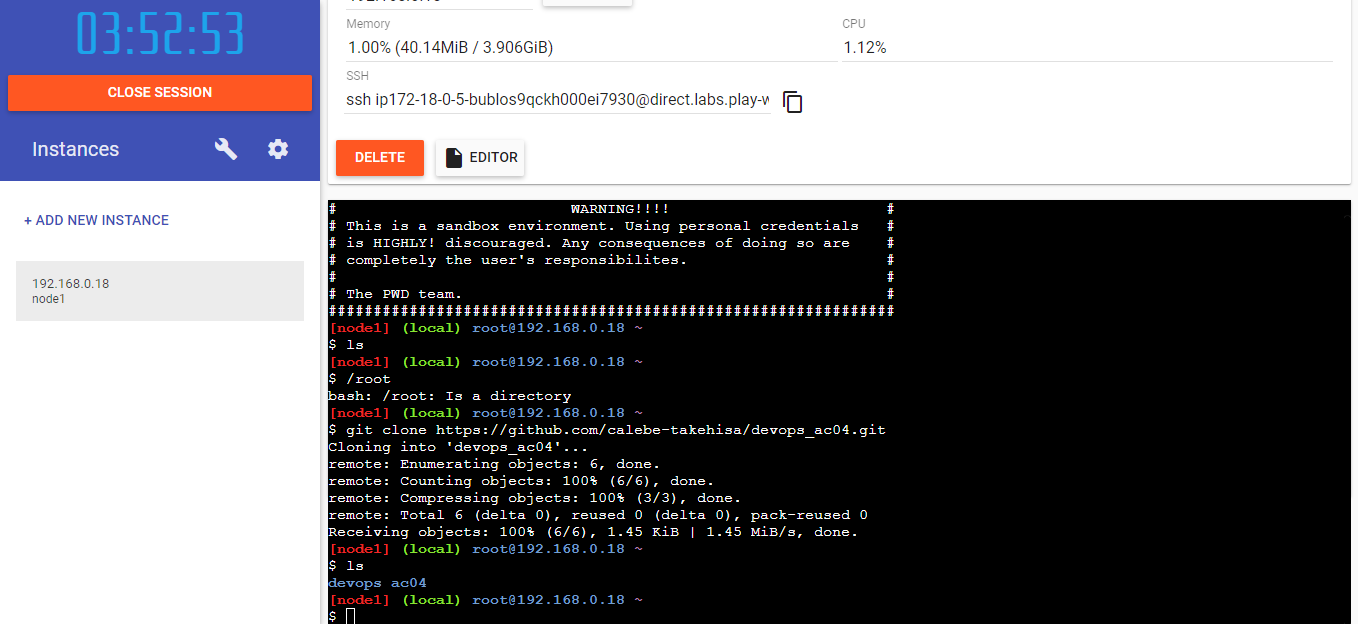 03:52:53
CLOSE SESSION
Instances
+ ADD NEW INSTANCE
192.168.0.18
node1
Memory
1.00% (40.14MiB / 3.906GiB)
CPU
1.12%
SSH
ssh ip172-18-0-5-bublos9qckh000ei7930@direct.labs.play-w
DELETE
EDITOR
# WARNING!!!! #
# This is a sandbox environment. Using personal credentials #
# is HIGHLY! discouraged. Any consequences of doing so are #
# completely the user's responsibilites. #
# #
# The PWD team. #
###############################################################
[node1] (local) root@192.168.0.18 ~
$ ls
[node1] (local) root@192.168.0.18 ~
$ /root
bash: /root: Is a directory
[node1] (local) root@192.168.0.18 ~
$ git clone https://github.com/calebe-takehisa/devops_ac04.git
Cloning into 'devops_ac04'...
remote: Enumerating objects: 6, done.
remote: Counting objects: 100% (6/6), done.
remote: Compressing objects: 100% (3/3), done.
remote: Total 6 (delta 0), reused 0 (delta 0), pack-reused 0
Receiving objects: 100% (6/6), 1.45 KiB | 1.45 MiB/s, done.
[node1] (local) root@192.168.0.18 ~
$ ls
devops_ac04
[node1] (local) root@192.168.0.18 ~
$